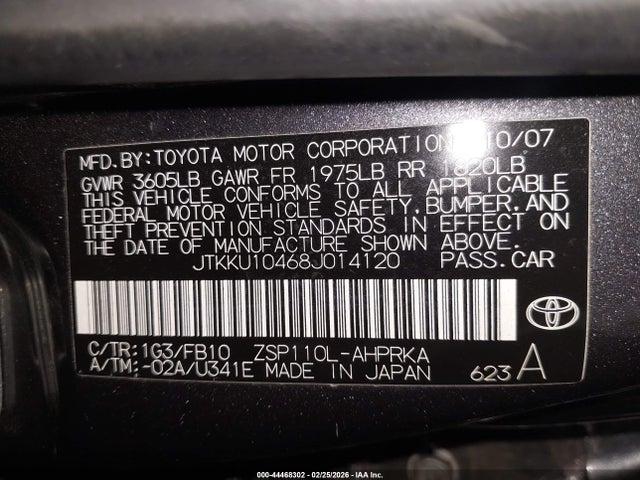 MFD. BY: TOYOTA MOTOR CORPORATION 10/07
GVWR 3605LB GAWR FR 1975LB RR 1820LB
THIS VEHICLE CONFORMS TO ALL APPLICABLE
FEDERAL MOTOR VEHICLE SAFETY, BUMPER, AND
THEFT PREVENTION STANDARDS IN EFFECT ON
THE DATE OF MANUFACTURE SHOWN ABOVE.
JTKKU10468J014120 PASS.CAR
C/TR: 1G3/FB10 ZSP110L-AHPRKA
A/TM: -02A/U341E MADE IN JAPAN 623 A
000-44468302 - 02/25/2026 - IAA Inc.